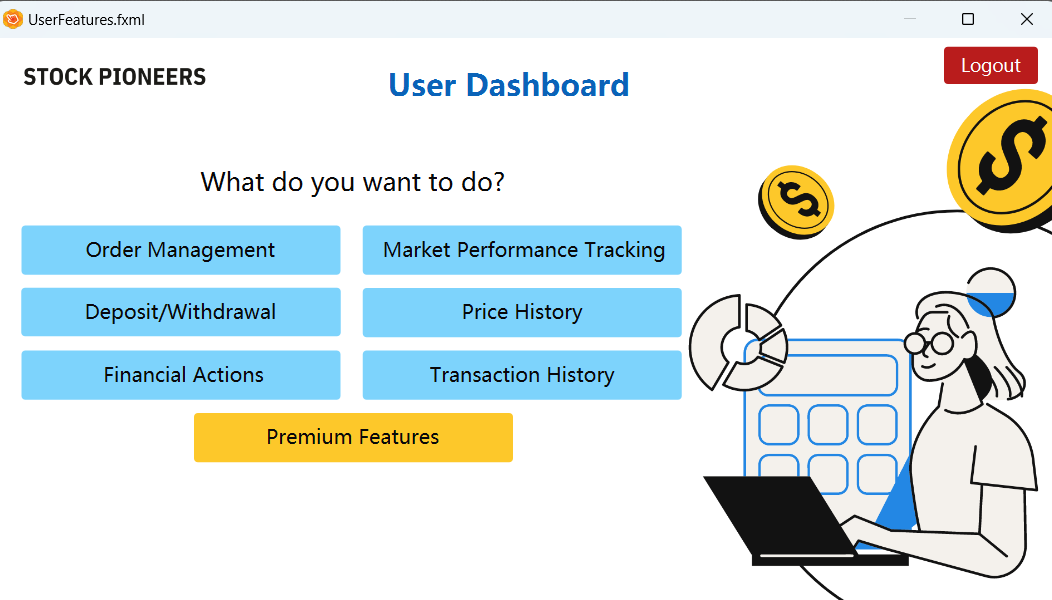 UserFeatures.fxml
STOCK PIONEERS
User Dashboard
Logout
What do you want to do?
Order Management
Market Performance Tracking
Deposit/Withdrawal
Price History
Financial Actions
Transaction History
Premium Features